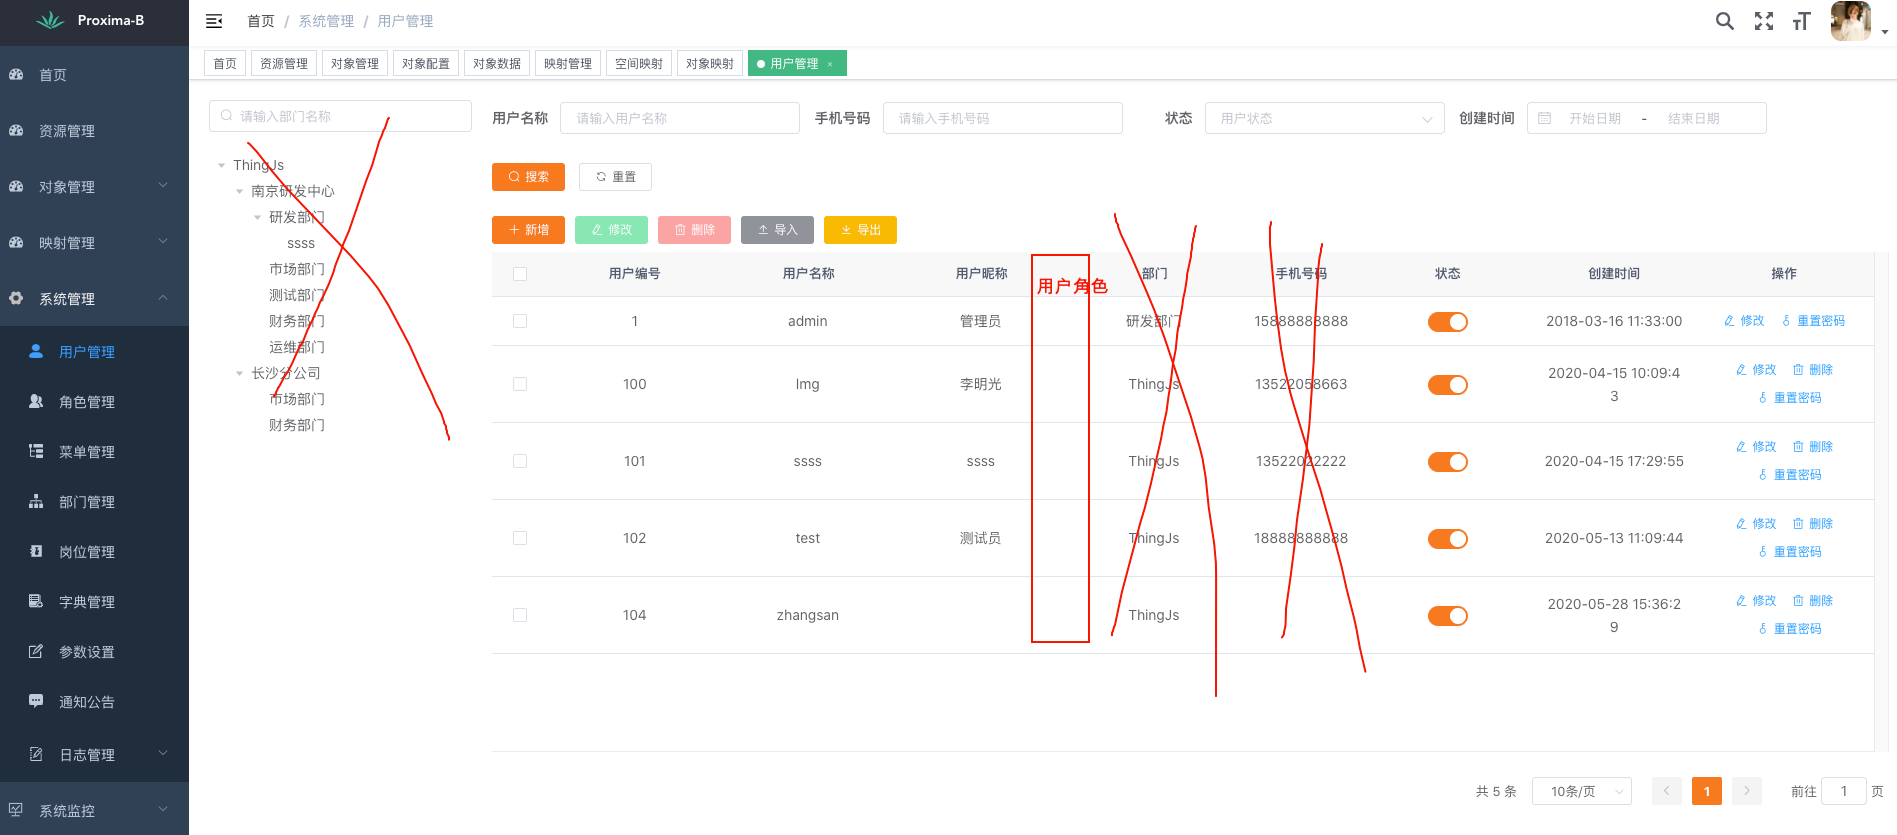 Proxima-B
首页 / 系统管理 / 用户管理
首页
资源管理
对象管理
对象配置
对象数据
映射管理
空间映射
对象映射
用户管理 ×
首页
资源管理
对象管理
映射管理
系统管理
用户管理
角色管理
菜单管理
部门管理
岗位管理
字典管理
参数设置
通知公告
日志管理
系统监控
请输入部门名称
ThingJs
南京研发中心
研发部门
ssss
市场部门
测试部门
财务部门
运维部门
长沙分公司
市场部门
财务部门
用户名称 请输入用户名称
手机号码 请输入手机号码
状态 用户状态
创建时间 开始日期 - 结束日期
搜索 重置
新增 修改 删除 导入 导出
用户编号 用户名称 用户昵称 用户角色 部门 手机号码 状态 创建时间 操作
1 admin 管理员 研发部门 15888888888 2018-03-16 11:33:00 修改 重置密码
100 lmg 李明光 ThingJs 13522058663 2020-04-15 10:09:4
3
修改 删除
重置密码
101 ssss ssss ThingJs 13522022222 2020-04-15 17:29:55 修改 删除
重置密码
102 test 测试员 ThingJs 18888888888 2020-05-13 11:09:44 修改 删除
重置密码
104 zhangsan ThingJs 2020-05-28 15:36:2
9
修改 删除
重置密码
共 5 条 10条/页 1 前往 1 页